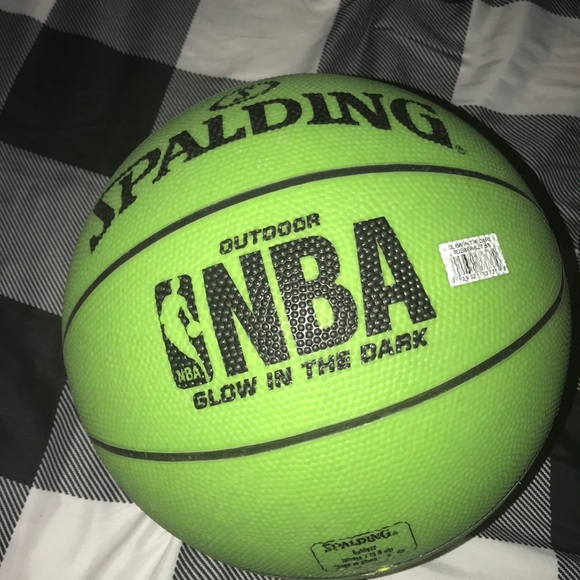 SPALDING®
OUTDOOR
NBA
NBA
GLOW IN THE DARK
SPALDING®